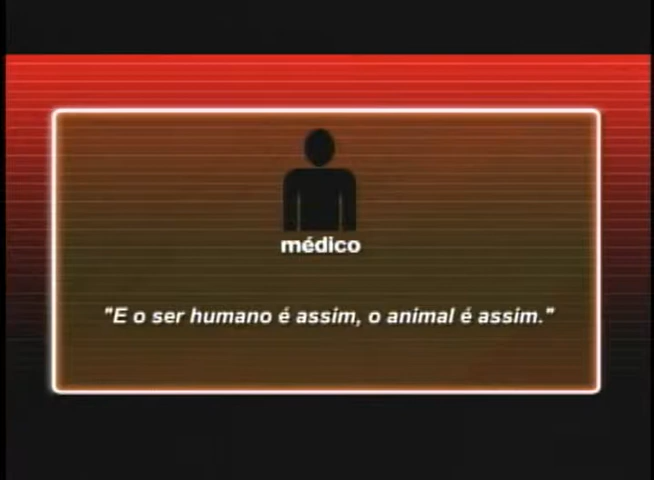 médico
"E o ser humano é assim, o animal é assim."